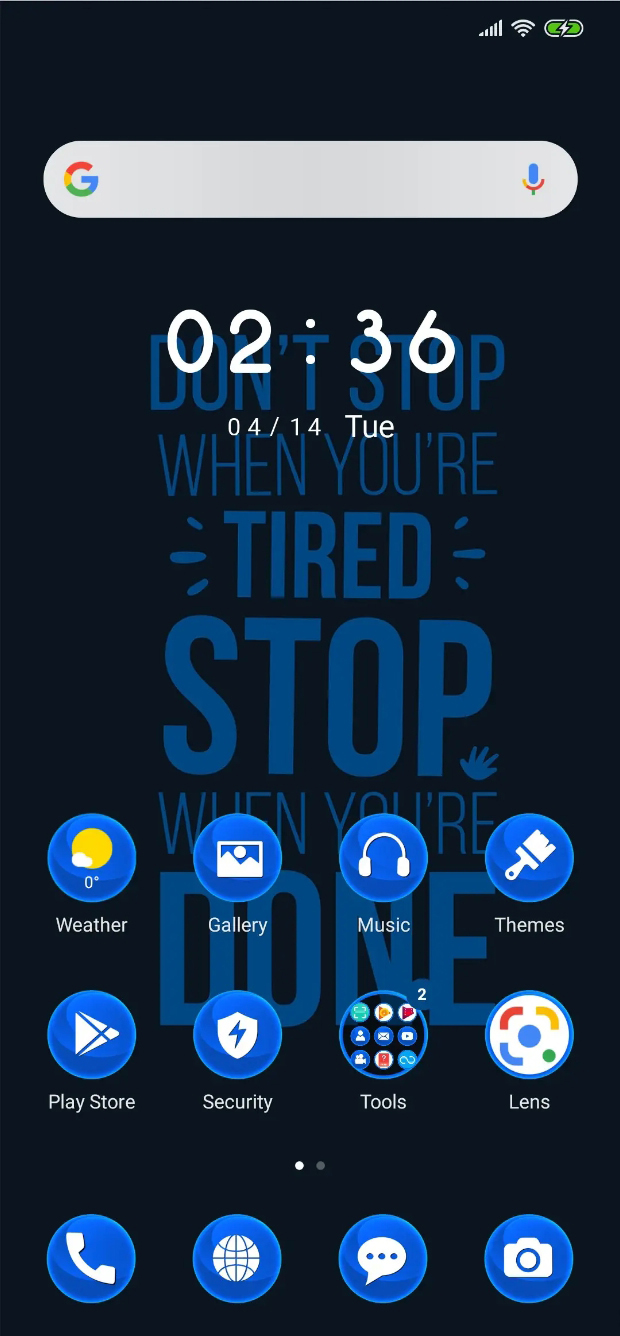 02:36
DON'T STOP
04/14 Tue
WHEN YOU'RE
TIRED
STOP
WHEN YOU'RE
0°
Weather Gallery Music Themes
DONE
2
Play Store Security Tools Lens